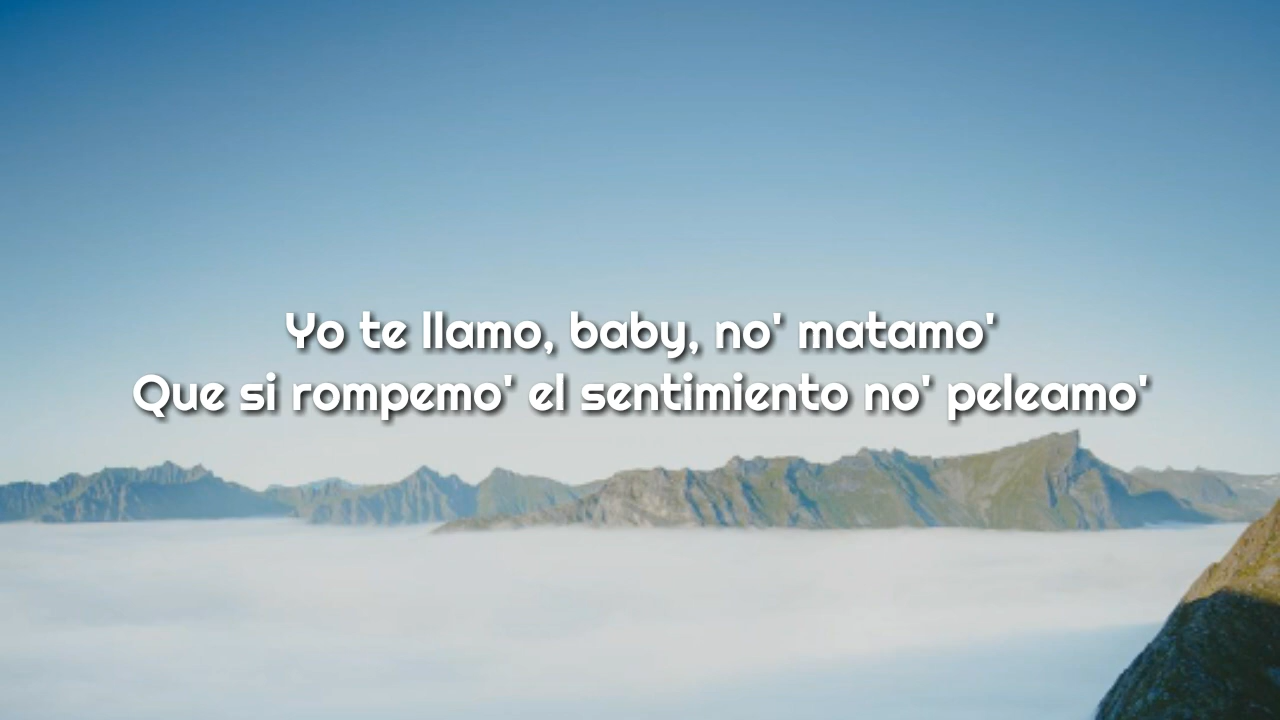 Yo te llamo, baby, no' matamo'
Que si rompemo' el sentimiento no' peleamo'